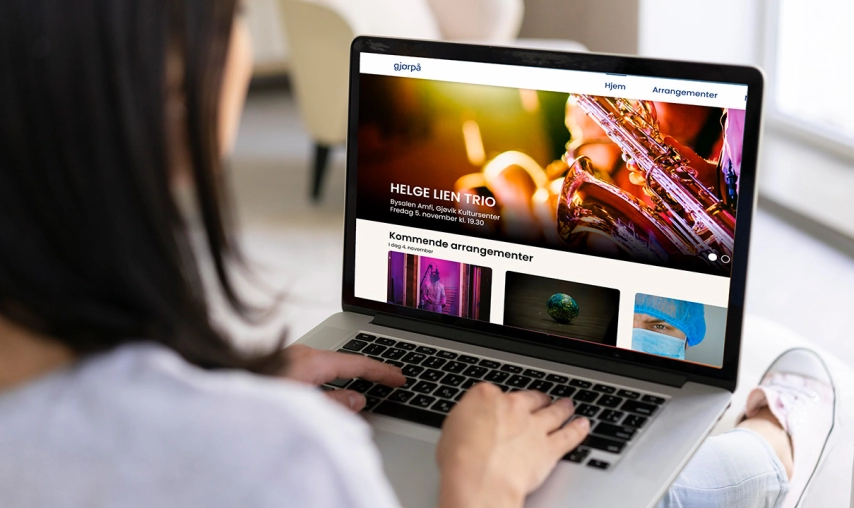 gjørpå
Hjem
Arrangementer
HELGE LIEN TRIO
Bysalen Amfi, Gjøvik Kultursenter
Fredag 5. november kl. 19.30
Kommende arrangementer
I dag 4. november